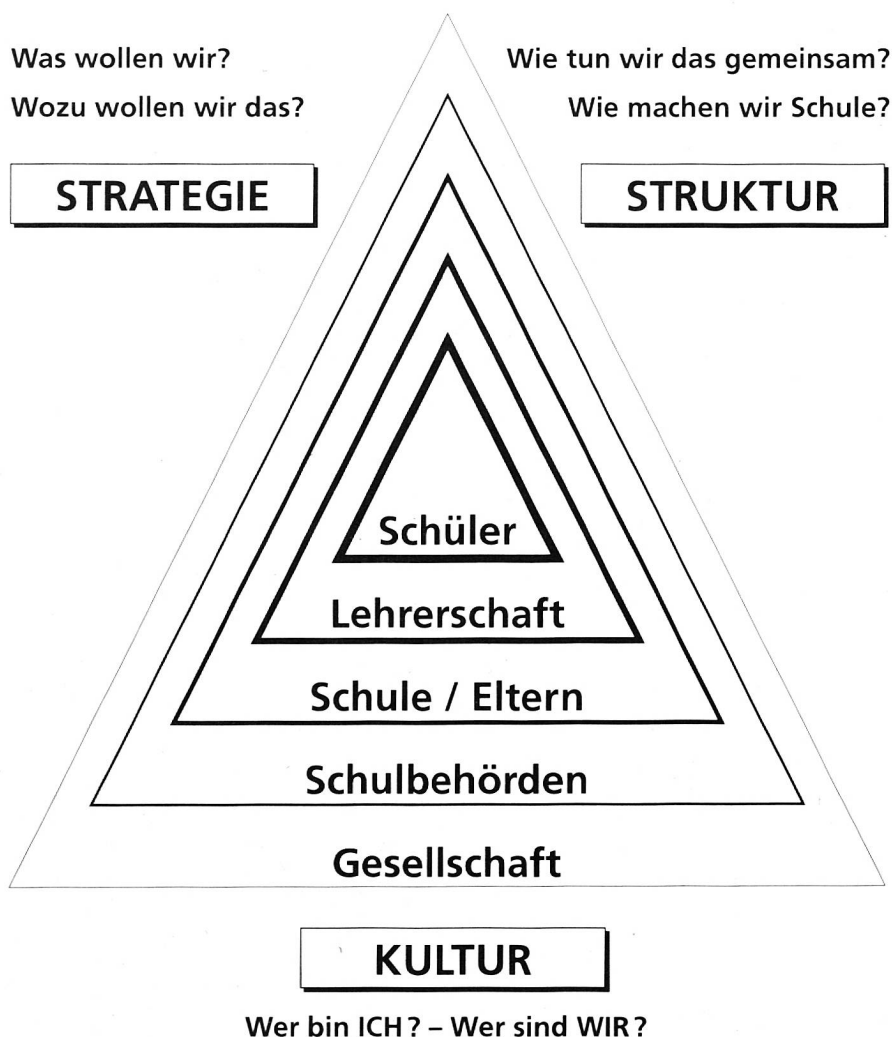 Was wollen wir?
Wozu wollen wir das?
STRATEGIE
Wie tun wir das gemeinsam?
Wie machen wir Schule?
STRUKTUR
Schüler
Lehrerschaft
Schule / Eltern
Schulbehörden
Gesellschaft
KULTUR
Wer bin ICH? – Wer sind WIR?